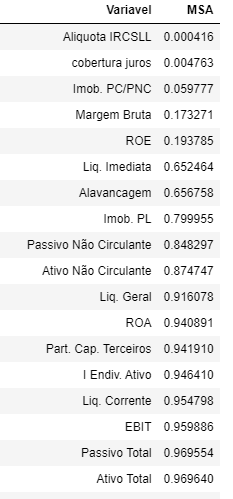 Variavel MSA
Aliquota IRCSLL 0.000416
cobertura juros 0.004763
Imob. PC/PNC 0.059777
Margem Bruta 0.173271
ROE 0.193785
Liq. Imediata 0.652464
Alavancagem 0.656758
Imob. PL 0.799955
Passivo Não Circulante 0.848297
Ativo Não Circulante 0.874747
Liq. Geral 0.916078
ROA 0.940891
Part. Cap. Terceiros 0.941910
I Endiv. Ativo 0.946410
Liq. Corrente 0.954798
EBIT 0.959886
Passivo Total 0.969554
Ativo Total 0.969640